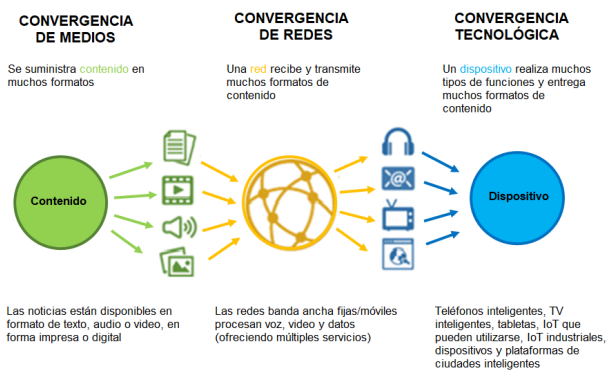 CONVERGENCIA
DE MEDIOS
Se suministra contenido en
muchos formatos
CONVERGENCIA
DE REDES
Una red recibe y transmite
muchos formatos de
contenido
CONVERGENCIA
TECNOLÓGICA
Un dispositivo realiza muchos
tipos de funciones y entrega
muchos formatos de
contenido
Contenido
@
Dispositivo
Las noticias están disponibles en
formato de texto, audio o video, en
forma impresa o digital
Las redes banda ancha fijas/móviles
procesan voz, video y datos
(ofreciendo múltiples servicios)
Teléfonos inteligentes, TV
inteligentes, tabletas, IoT que
pueden utilizarse, IoT industriales,
dispositivos y plataformas de
ciudades inteligentes